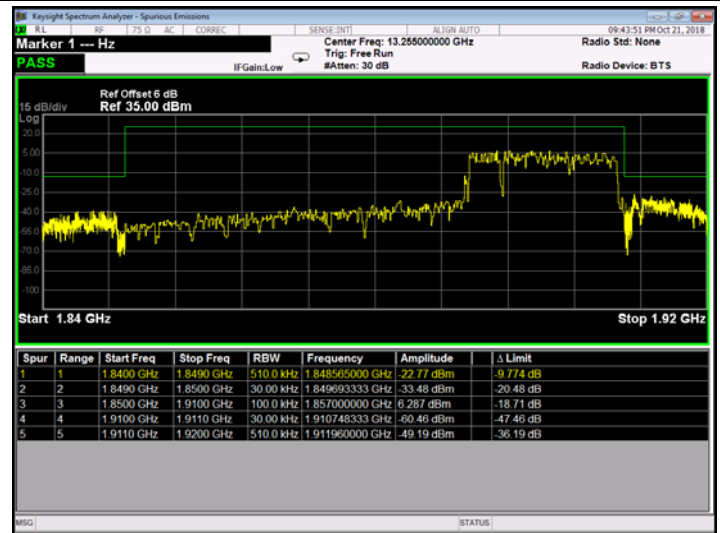 Keysight Spectrum Analyzer - Spurious Emissions
RL RF 75 Ω AC CORREC SENSE:INT ALIGN AUTO 09:43:51 PM Oct 21, 2018
Marker 1 --- Hz Center Freq: 13.255000000 GHz Radio Std: None
Trig: Free Run
PASS IFGain:Low #Atten: 30 dB Radio Device: BTS
Ref Offset 6 dB
15 dB/div Ref 35.00 dBm
Log
20.0
5.00
-10.0
-25.0
-40.0
-55.0
-70.0
-85.0
-100
Start 1.84 GHz Stop 1.92 GHz
Spur Range Start Freq Stop Freq RBW Frequency Amplitude Δ Limit
1 1 1.8400 GHz 1.8490 GHz 510.0 kHz 1.848565000 GHz -22.77 dBm -9.774 dB
2 2 1.8490 GHz 1.8500 GHz 30.00 kHz 1.849693333 GHz -33.48 dBm -20.48 dB
3 3 1.8500 GHz 1.9100 GHz 100.0 kHz 1.857000000 GHz 6.287 dBm -18.71 dB
4 4 1.9100 GHz 1.9110 GHz 30.00 kHz 1.910748333 GHz -60.46 dBm -47.46 dB
5 5 1.9110 GHz 1.9200 GHz 510.0 kHz 1.911960000 GHz -49.19 dBm -36.19 dB
MSG STATUS